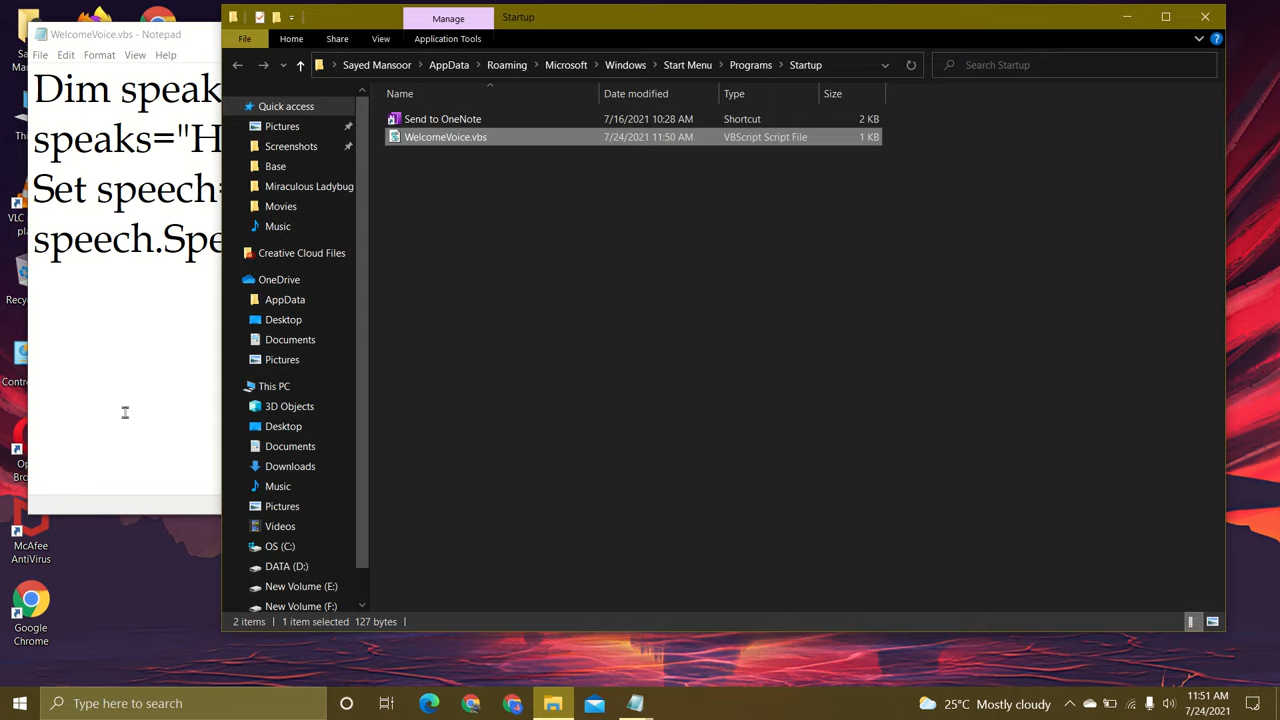 WelcomeVoice.vbs - Notepad
File Edit Format View Help
Dim speak
speaks="H
Set speech
speech.Spe
Manage
Startup
File Home Share View Application Tools
Sayed Mansoor > AppData > Roaming > Microsoft > Windows > Start Menu > Programs > Startup
Search Startup
Name Date modified Type Size
Send to OneNote 7/16/2021 10:28 AM Shortcut 2 KB
WelcomeVoice.vbs 7/24/2021 11:50 AM VBScript Script File 1 KB
Quick access
Pictures
Screenshots
Base
Miraculous Ladybug
Movies
Music
Creative Cloud Files
OneDrive
AppData
Desktop
Documents
Pictures
This PC
3D Objects
Desktop
Documents
Downloads
Music
Pictures
Videos
OS (C:)
DATA (D:)
New Volume (E:)
New Volume (F:)
2 items 1 item selected 127 bytes
VLC
McAfee
AntiVirus
Google
Chrome
Type here to search
25°C Mostly cloudy
11:51 AM
7/24/2021